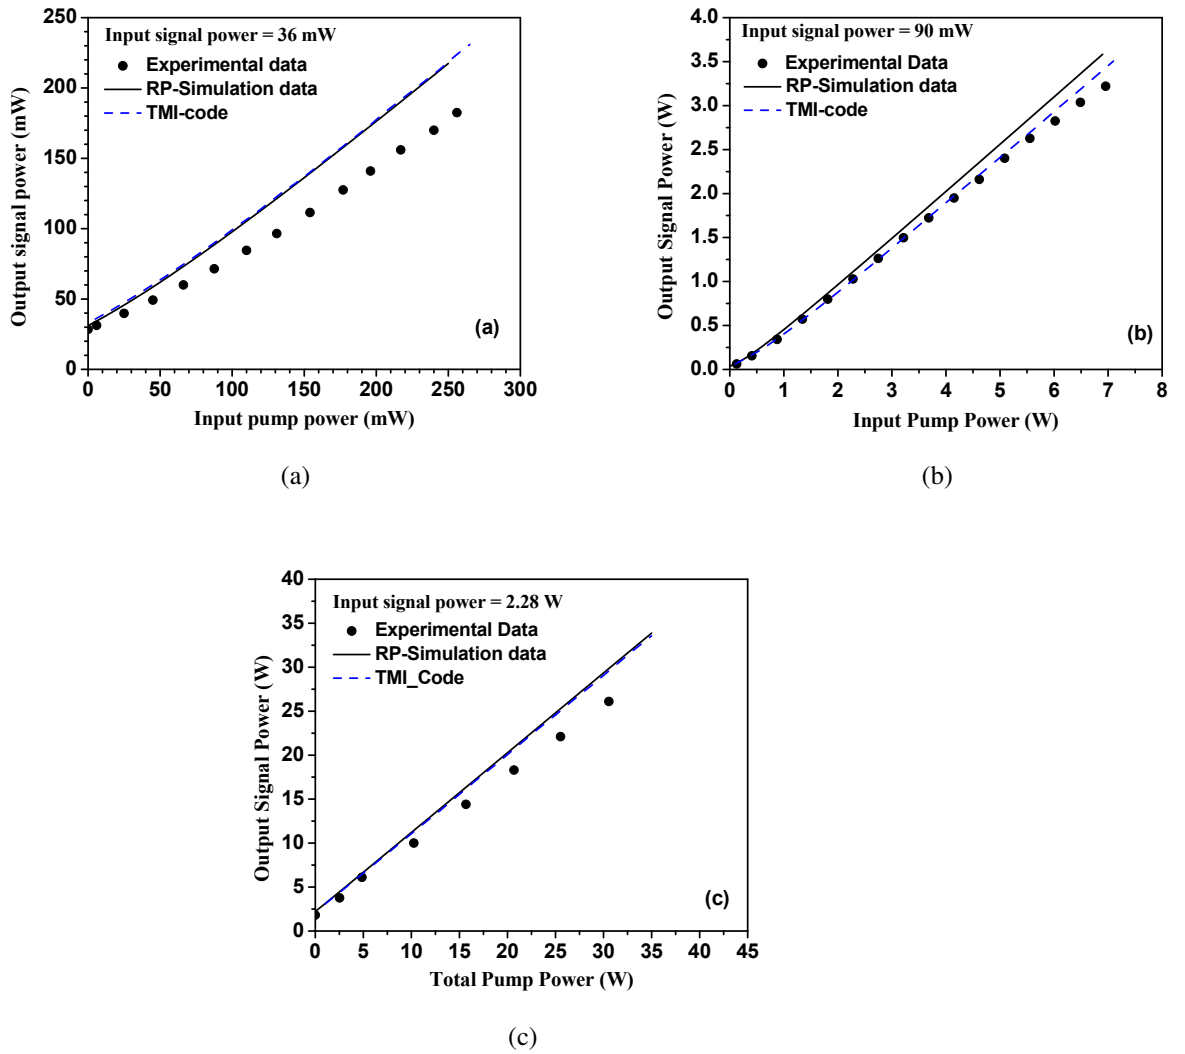 250
200
150
100
50
0
Output signal power (mW)
Input signal power = 36 mW
Experimental data
RP-Simulation data
TMI-code
(a)
0 50 100 150 200 250 300
Input pump power (mW)
(a)
4.0
3.5
3.0
2.5
2.0
1.5
1.0
0.5
0.0
Output Signal Power (W)
Input signal power = 90 mW
Experimental Data
RP-Simulation data
TMI-code
(b)
0 1 2 3 4 5 6 7 8
Input Pump Power (W)
(b)
40
35
30
25
20
15
10
5
0
Output Signal Power (W)
Input signal power = 2.28 W
Experimental Data
RP-Simulation data
TMI_Code
(c)
0 5 10 15 20 25 30 35 40 45
Total Pump Power (W)
(c)